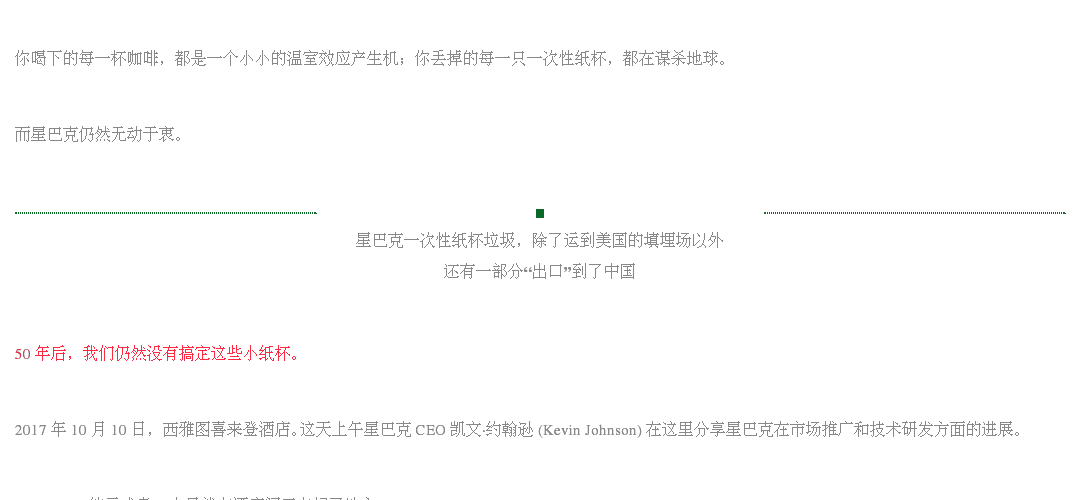 你喝下的每一杯咖啡，都是一个小小的温室效应产生机；你丢掉的每一只一次性纸杯，都在谋杀地球。
而星巴克仍然无动于衷。
星巴克一次性纸杯垃圾，除了运到美国的填埋场以外
还有一部分“出口”到了中国
50 年后，我们仍然没有搞定这些小纸杯。
2017 年 10 月 10 日，西雅图喜来登酒店。这天上午星巴克 CEO 凯文·约翰逊 (Kevin Johnson) 在这里分享星巴克在市场推广和技术研发方面的进展。